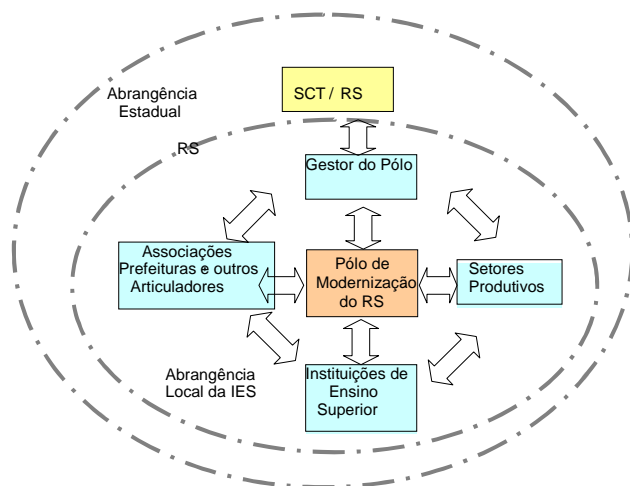 Abrangência
Estadual
RS
SCT / RS
Gestor do Pólo
Associações
Prefeituras e outros
Articuladores
Pólo de
Modernização
do RS
Setores
Produtivos
Abrangência
Local da IES
Instituições de
Ensino
Superior